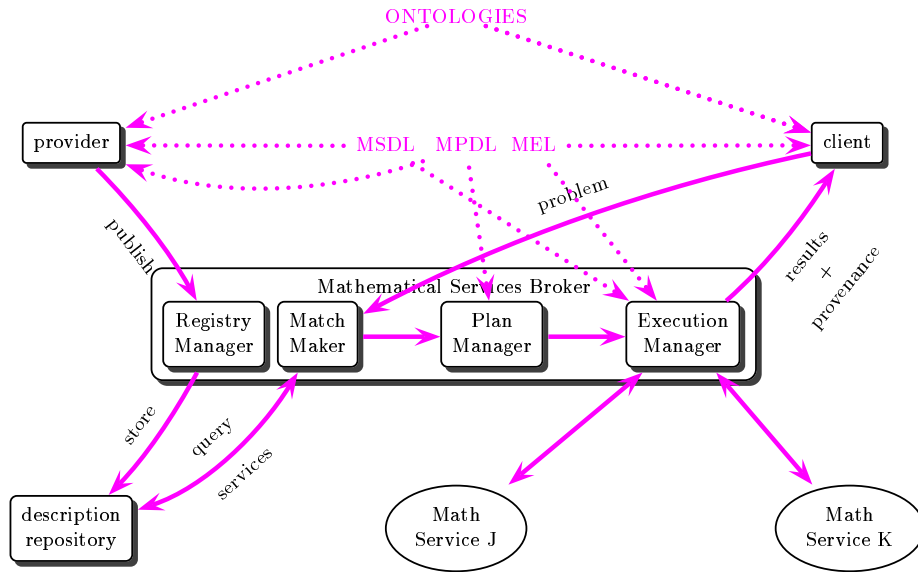 ONTOLOGIES
provider
MSDL MPDL MEL
client
problem
publish
results
+
provenance
Mathematical Services Broker
Registry
Manager
Match
Maker
Plan
Manager
Execution
Manager
store
query
services
description
repository
Math
Service J
Math
Service K